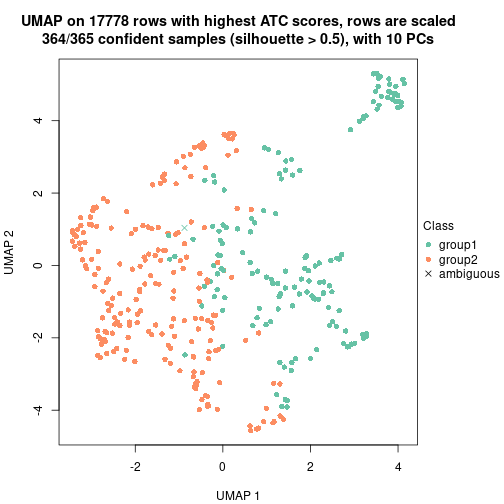 UMAP on 17778 rows with highest ATC scores, rows are scaled
364/365 confident samples (silhouette > 0.5), with 10 PCs
4
2
0
-2
-4
UMAP 2
-2
0
2
4
UMAP 1
Class
group1
group2
ambiguous